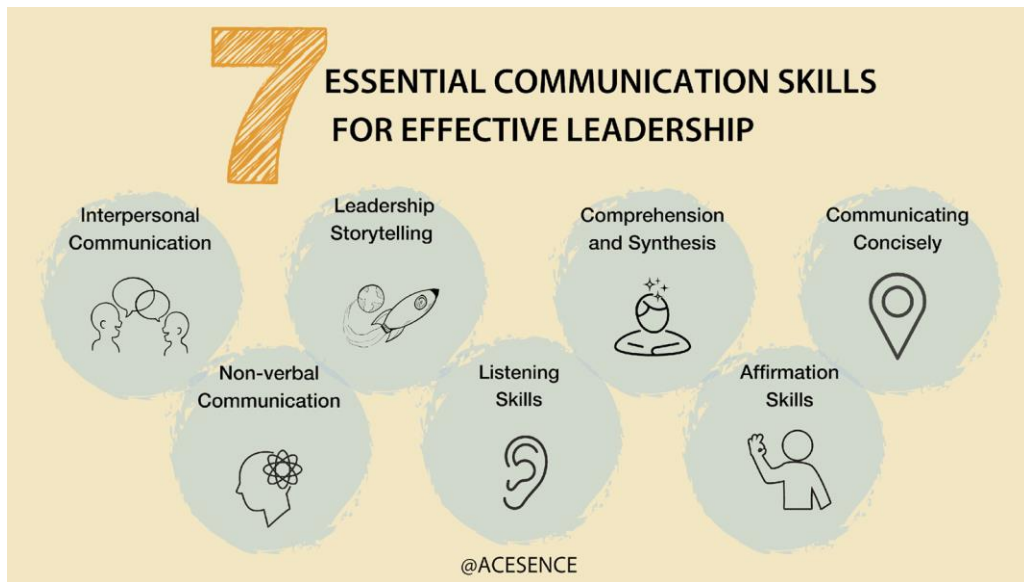 7
ESSENTIAL COMMUNICATION SKILLS
FOR EFFECTIVE LEADERSHIP
Interpersonal
Communication
Non-verbal
Communication
Leadership
Storytelling
Listening
Skills
Comprehension
and Synthesis
Affirmation
Skills
Communicating
Concisely
@ACESENCE